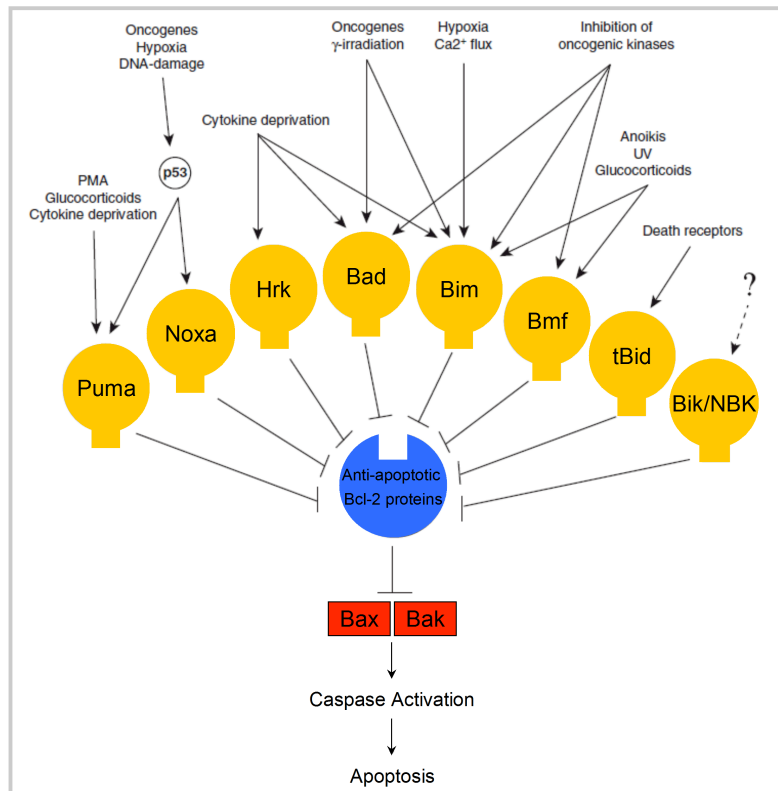 Oncogenes
Hypoxia
DNA-damage
Oncogenes
γ-irradiation
Hypoxia
Ca2⁺ flux
Inhibition of
oncogenic kinases
Cytokine deprivation
Anoikis
UV
Glucocorticoids
p53
PMA
Glucocorticoids
Cytokine deprivation
Death receptors
?
Puma
Noxa
Hrk
Bad
Bim
Bmf
tBid
Bik/NBK
Anti-apoptotic
Bcl-2 proteins
Bax
Bak
Caspase Activation
Apoptosis